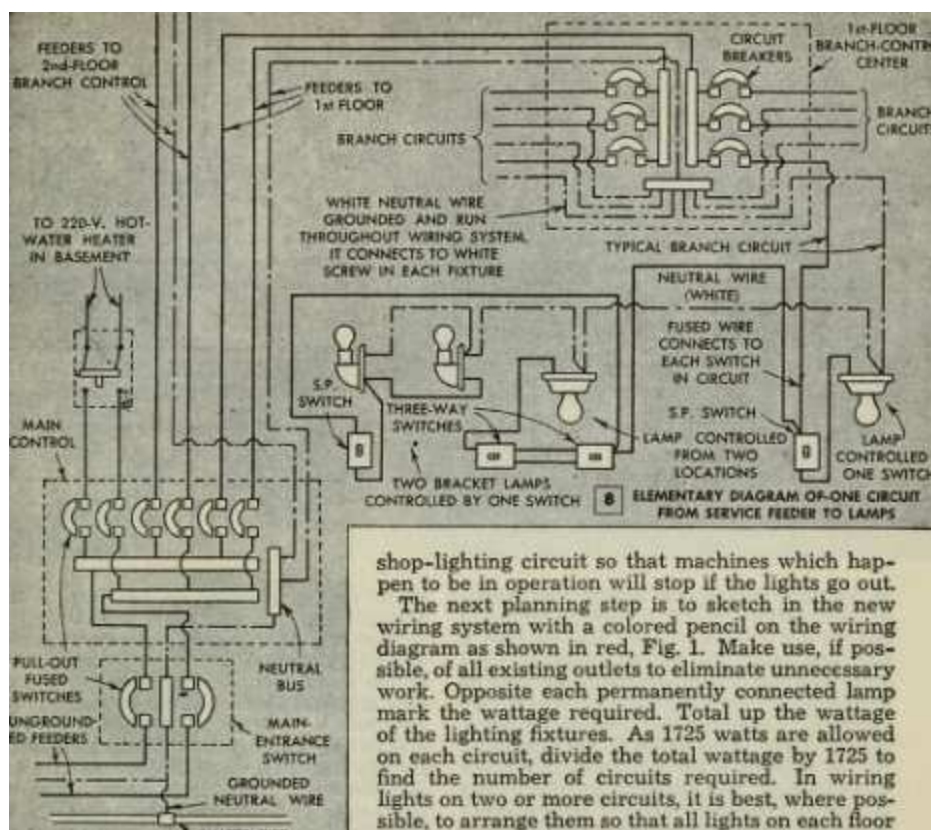 FEEDERS TO
2nd-FLOOR
BRANCH CONTROL
FEEDERS TO
1st FLOOR
CIRCUIT
BREAKERS
1st-FLOOR
BRANCH-CONTR
CENTER
BRANCH CIRCUITS
BRANCH
CIRCUITS
TO 220-V. HOT-
WATER HEATER
IN BASEMENT
WHITE NEUTRAL WIRE
GROUNDED AND RUN
THROUGHOUT WIRING SYSTEM.
IT CONNECTS TO WHITE
SCREW IN EACH FIXTURE
TYPICAL BRANCH CIRCUIT
NEUTRAL WIRE
(WHITE)
FUSED WIRE
CONNECTS TO
EACH SWITCH
IN CIRCUIT
S.P.
SWITCH
THREE-WAY
SWITCHES
S.P. SWITCH
MAIN
CONTROL
LAMP CONTROLLED
FROM TWO
LOCATIONS
LAMP
CONTROLLED
ONE SWITCH
TWO BRACKET LAMPS
CONTROLLED BY ONE SWITCH
8 ELEMENTARY DIAGRAM OF ONE CIRCUIT
FROM SERVICE FEEDER TO LAMPS
PULL-OUT
FUSED
SWITCHES
NEUTRAL
BUS
UNGROUND-
ED FEEDERS
MAIN-
ENTRANCE
SWITCH
GROUNDED
NEUTRAL WIRE
shop-lighting circuit so that machines which hap-
pen to be in operation will stop if the lights go out.
The next planning step is to sketch in the new
wiring system with a colored pencil on the wiring
diagram as shown in red, Fig. 1. Make use, if pos-
sible, of all existing outlets to eliminate unnecessary
work. Opposite each permanently connected lamp
mark the wattage required. Total up the wattage
of the lighting fixtures. As 1725 watts are allowed
on each circuit, divide the total wattage by 1725 to
find the number of circuits required. In wiring
lights on two or more circuits, it is best, where pos-
sible, to arrange them so that all lights on each floor